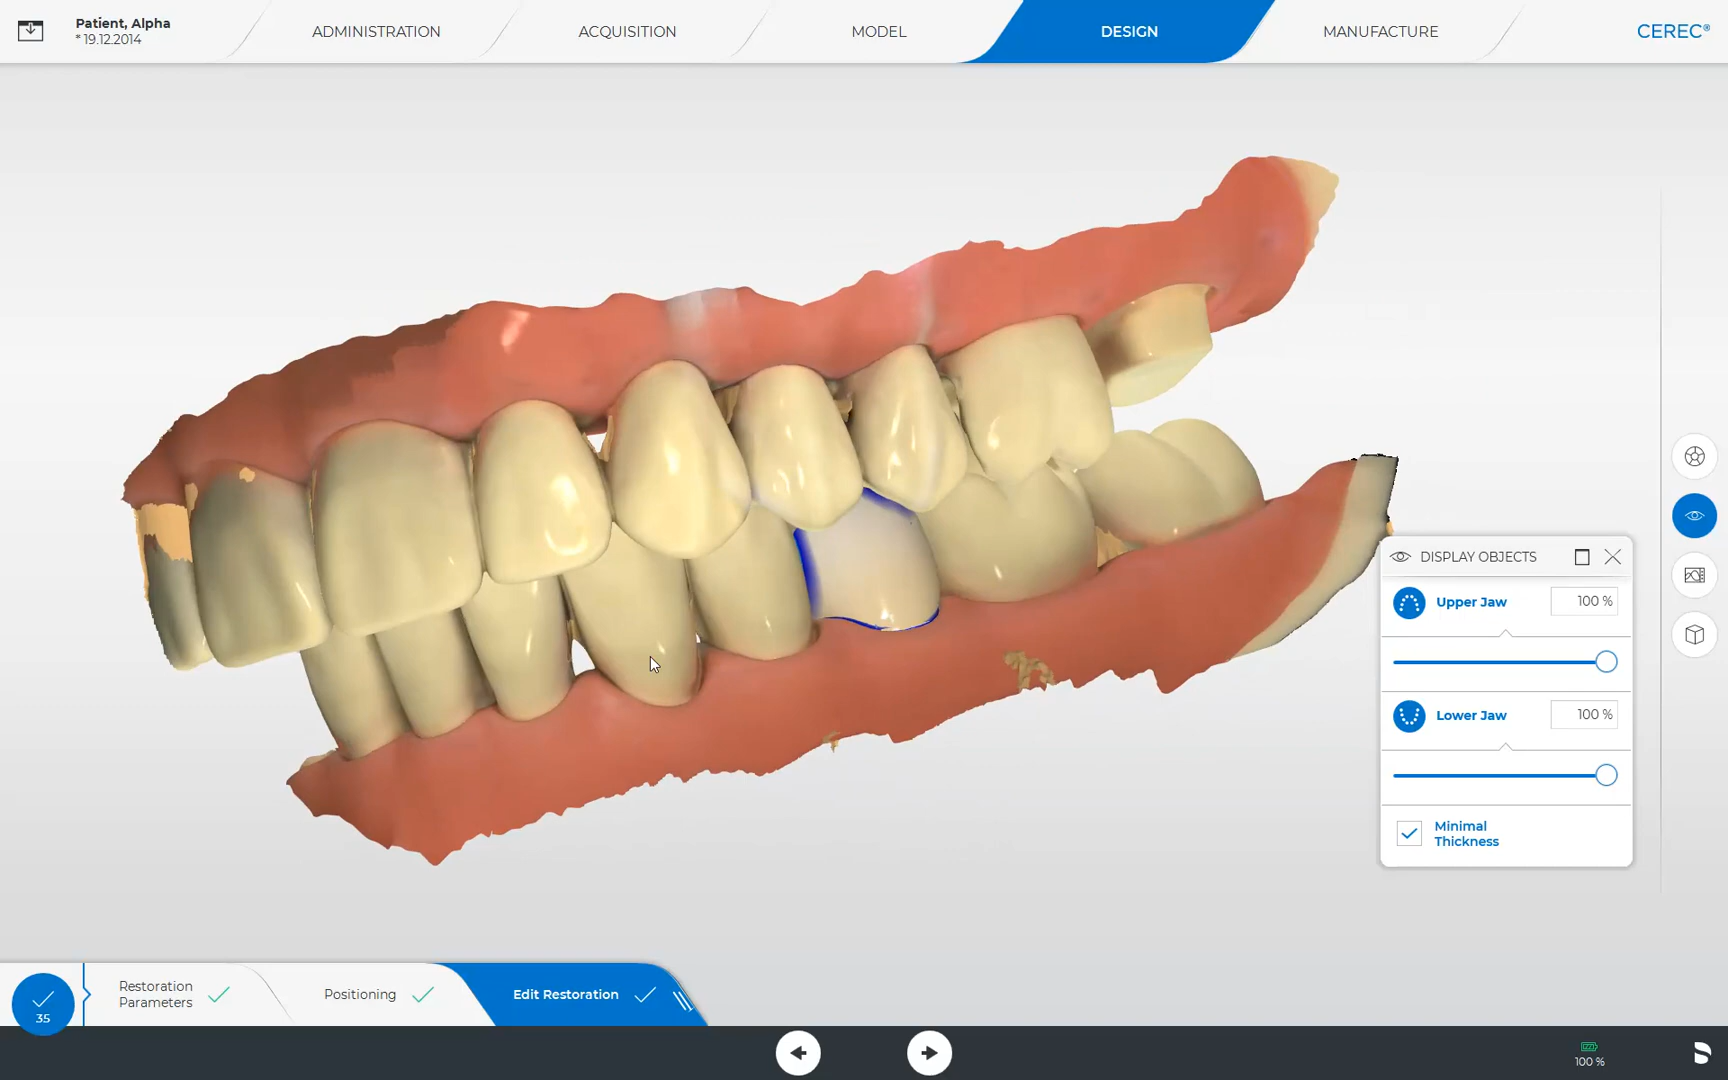 Patient, Alpha
* 19.12.2014
ADMINISTRATION
ACQUISITION
MODEL
DESIGN
MANUFACTURE
CEREC®
DISPLAY OBJECTS
Upper Jaw
100 %
Lower Jaw
100 %
Minimal
Thickness
35
Restoration
Parameters
Positioning
Edit Restoration
100 %